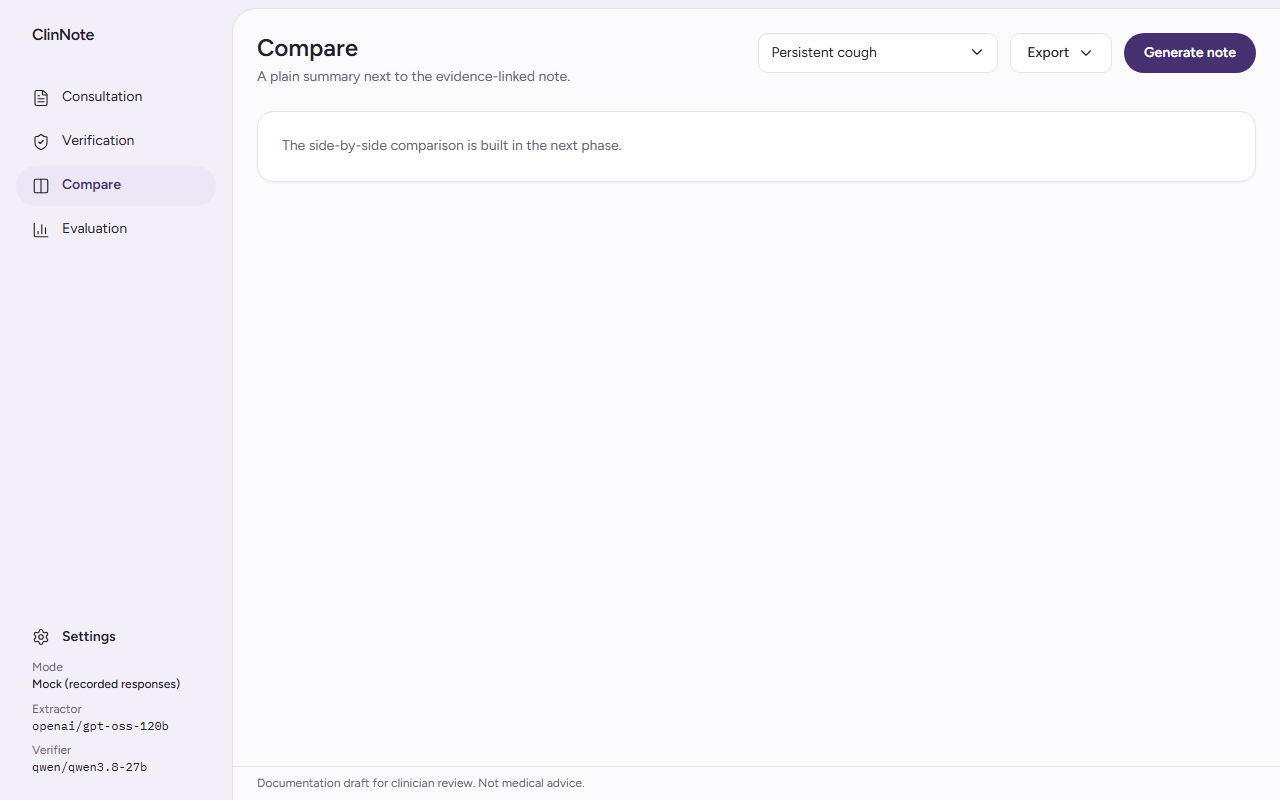 ClinNote
Consultation
Verification
Compare
Evaluation
Settings
Mode
Mock (recorded responses)
Extractor
openai/gpt-oss-120b
Verifier
qwen/qwen3.8-27b
Compare
A plain summary next to the evidence-linked note.
Persistent cough
Export
Generate note
The side-by-side comparison is built in the next phase.
Documentation draft for clinician review. Not medical advice.